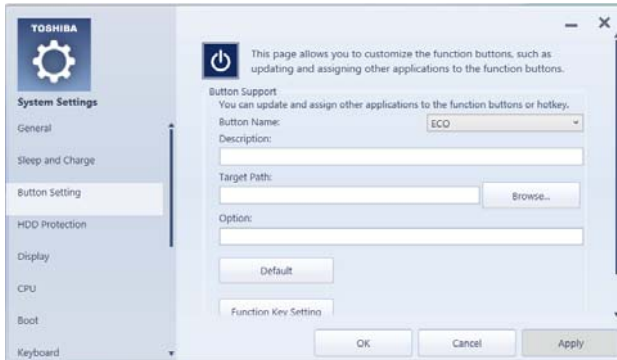 TOSHIBA
System Settings
General
Sleep and Charge
Button Setting
HDD Protection
Display
CPU
Boot
Keyboard
This page allows you to customize the function buttons, such as
updating and assigning other applications to the function buttons.
Button Support
You can update and assign other applications to the function buttons or hotkey.
Button Name:
ECO
Description:
Target Path:
Browse...
Option:
Default
Function Key Setting
OK
Cancel
Apply